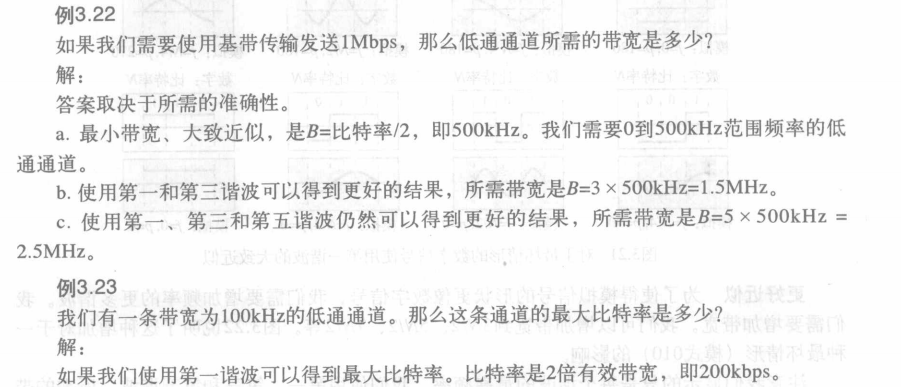 例3.22
如果我们需要使用基带传输发送1Mbps，那么低通通道所需的带宽是多少？
解：
答案取决于所需的准确性。
a. 最小带宽、大致近似，是B=比特率/2，即500kHz。我们需要0到500kHz范围频率的低
通通道。
b. 使用第一和第三谐波可以得到更好的结果，所需带宽是B=3×500kHz=1.5MHz。
c. 使用第一、第三和第五谐波仍然可以得到更好的结果，所需带宽是B=5×500kHz =
2.5MHz。
例3.23
我们有一条带宽为100kHz的低通通道，那么这条通道的最大比特率是多少？
解：
如果我们使用第一谐波可以得到最大比特率。比特率是2倍有效带宽，即200kbps。